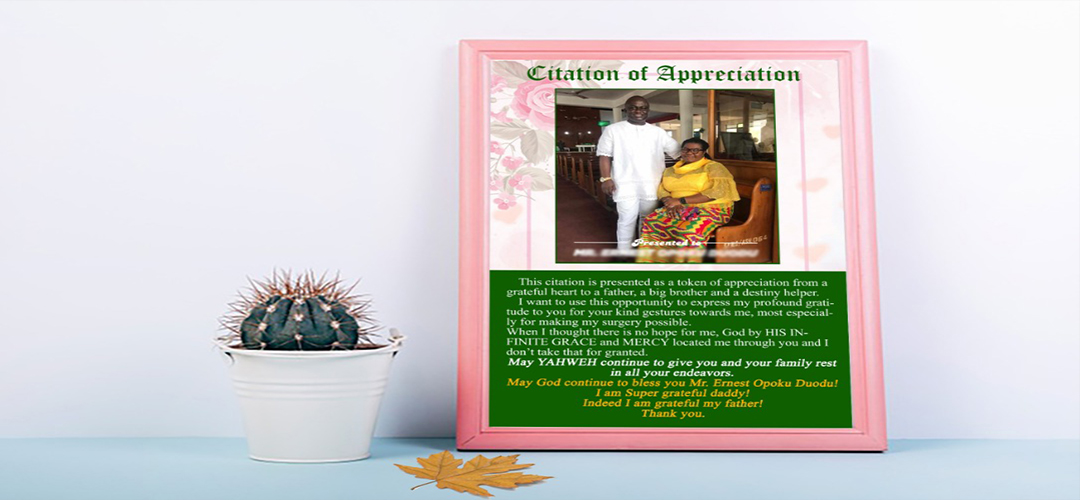 Citation of Appreciation
Presented to
MR. ERNEST OPOKU DUODU
This citation is presented as a token of appreciation from a
grateful heart to a father, a big brother and a destiny helper.
I want to use this opportunity to express my profound grati-
tude to you for your kind gestures towards me, most especial-
ly for making my surgery possible.
When I thought there is no hope for me, God by HIS IN-
FINITE GRACE and MERCY located me through you and I
don't take that for granted.
May YAHWEH continue to give you and your family rest
in all your endeavors.
May God continue to bless you Mr. Ernest Opoku Duodu!
I am Super grateful daddy!
Indeed I am grateful my father!
Thank you.